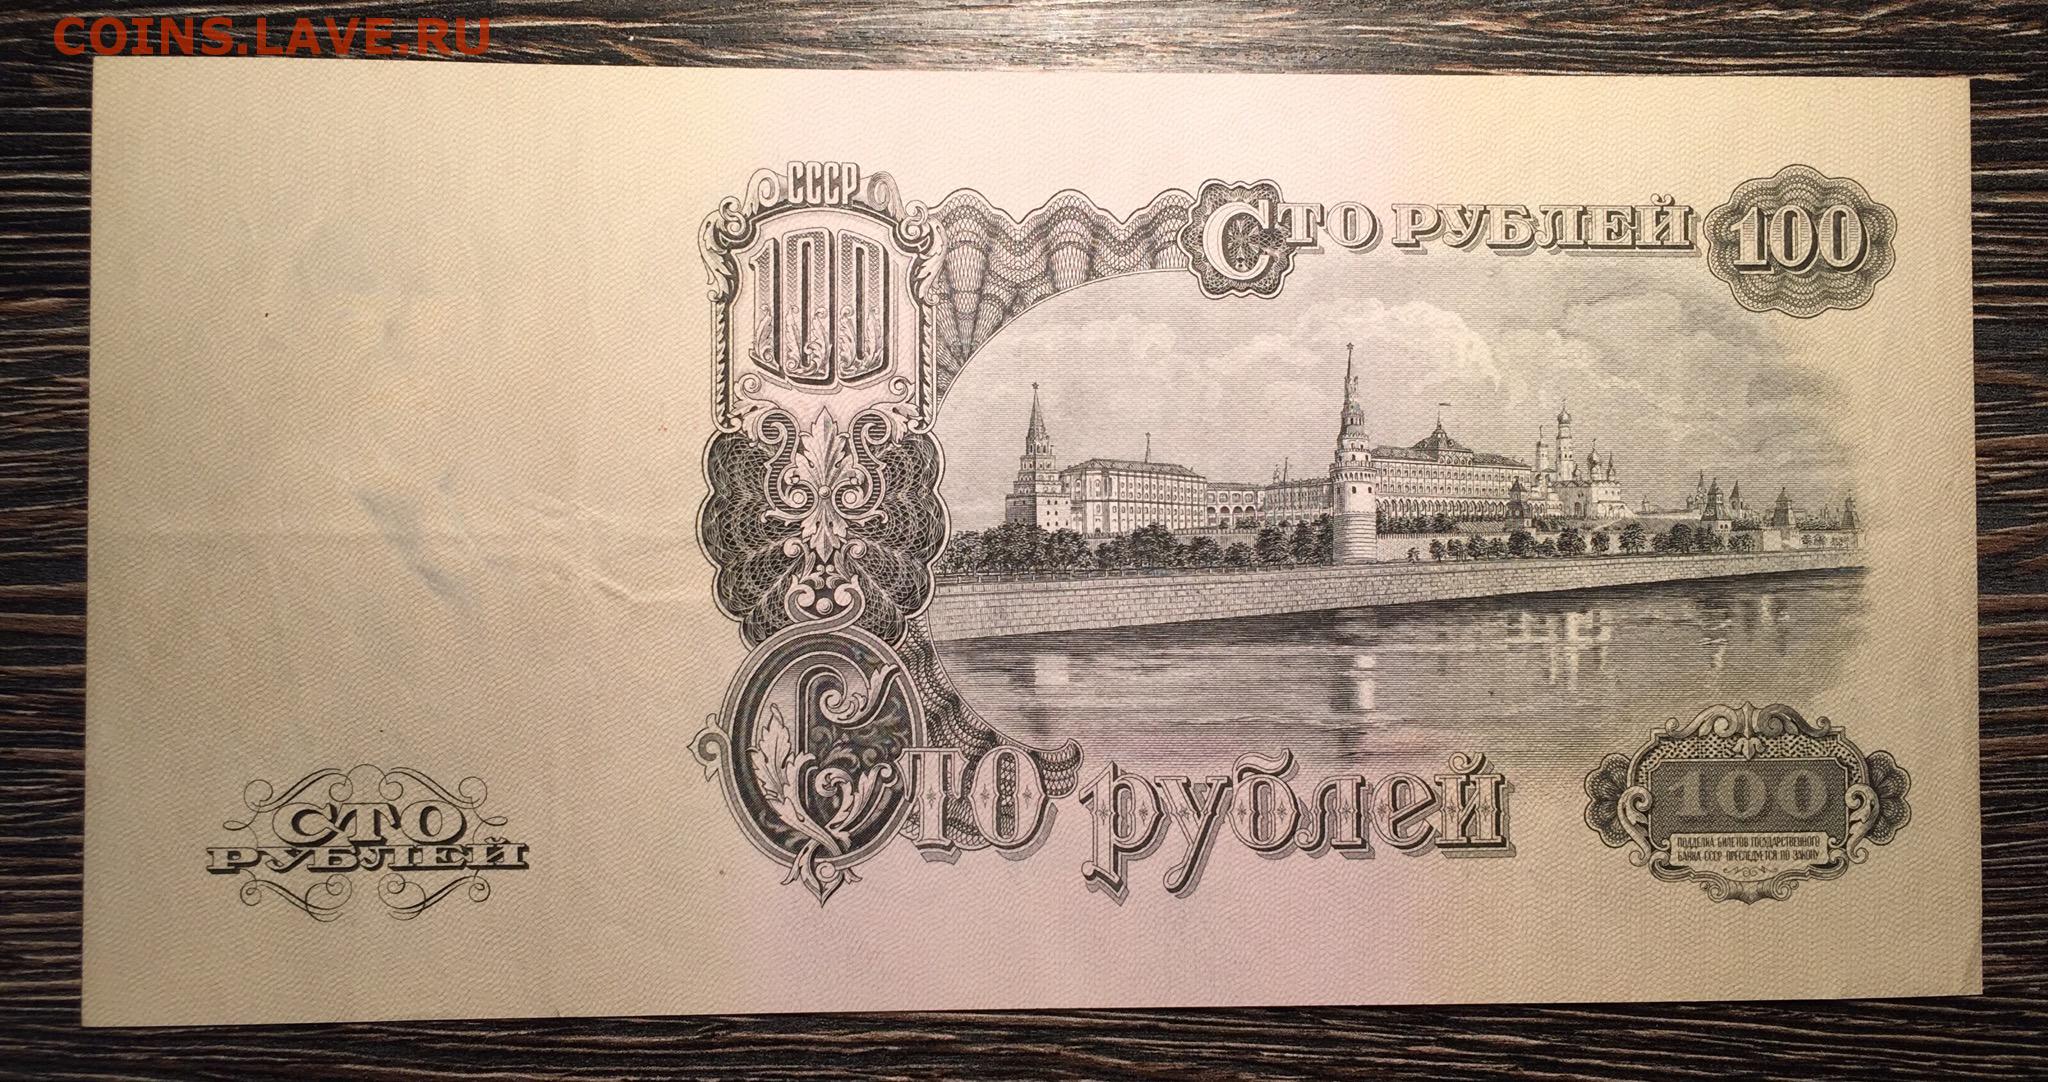 COINS.LAVE.RU
СССР
100
СТО РУБЛЕЙ
100
Сто рублей
СТО
РУБЛЕЙ
100
ПОДДЕЛКА БИЛЕТОВ ГОСУДАРСТВЕННОГО
БАНКА СССР ПРЕСЛЕДУЕТСЯ ПО ЗАКОНУ